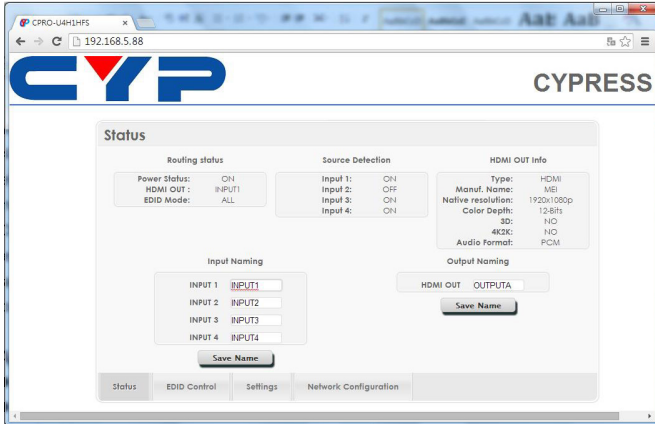 CPRO-U4H1HFS
192.168.5.88
CYP
CYPRESS
Status
Routing status
Power Status: ON
HDMI OUT : INPUT1
EDID Mode: ALL
Source Detection
Input 1: ON
Input 2: OFF
Input 3: ON
Input 4: ON
HDMI OUT Info
Type: HDMI
Manuf. Name: MEI
Native resolution: 1920x1080p
Color Depth: 12-Bits
3D: NO
4K2K: NO
Audio Format: PCM
Input Naming
INPUT 1 INPUT1
INPUT 2 INPUT2
INPUT 3 INPUT3
INPUT 4 INPUT4
Save Name
Output Naming
HDMI OUT OUTPUTA
Save Name
Status EDID Control Settings Network Configuration